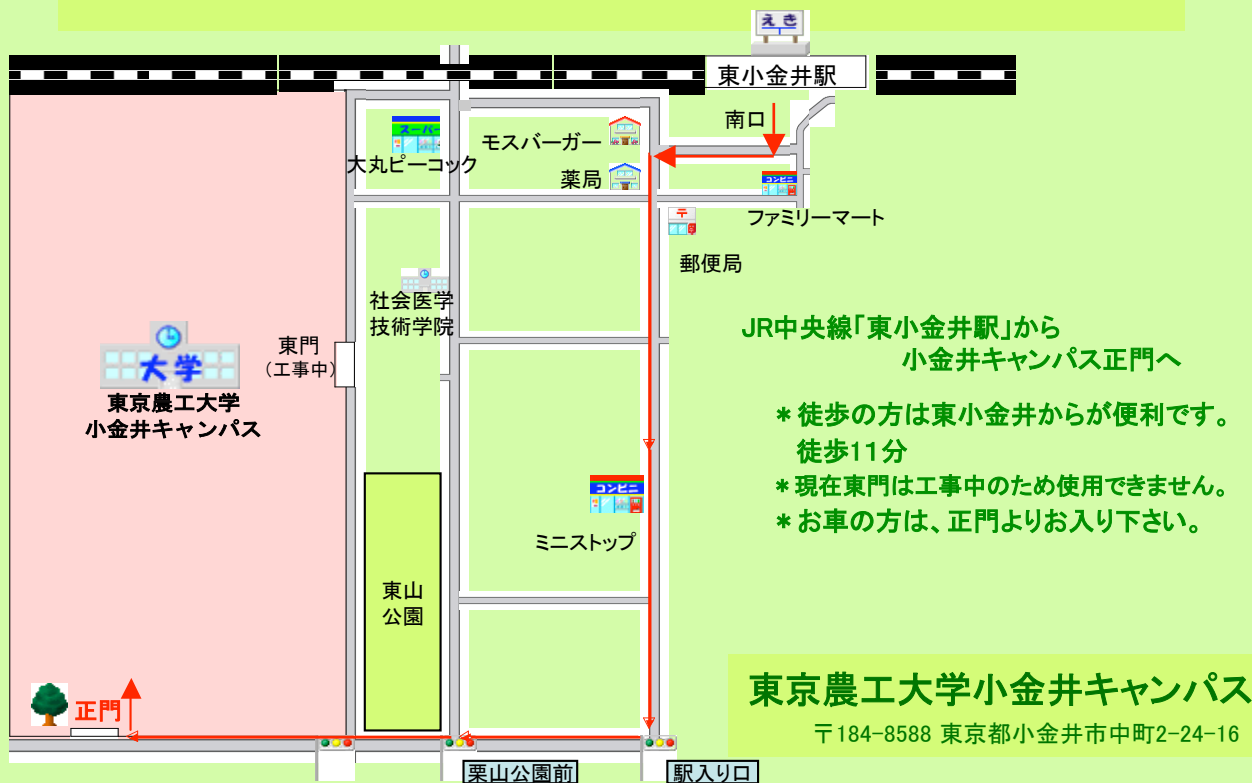 えき
東小金井駅
南口
モスバーガー
スーパー
大丸ピーコック
薬局
コンビニ
ファミリーマート
〒
郵便局
社会医学
技術学院
JR中央線｢東小金井駅｣から
小金井キャンパス正門へ
東門
（工事中）
大学
東京農工大学
小金井キャンパス
＊徒歩の方は東小金井からが便利です。
徒歩11分
＊現在東門は工事中のため使用できません。
＊お車の方は、正門よりお入り下さい。
コンビニ
ミニストップ
東山
公園
正門
東京農工大学小金井キャンパス
〒184-8588 東京都小金井市中町2-24-16
栗山公園前
駅入り口